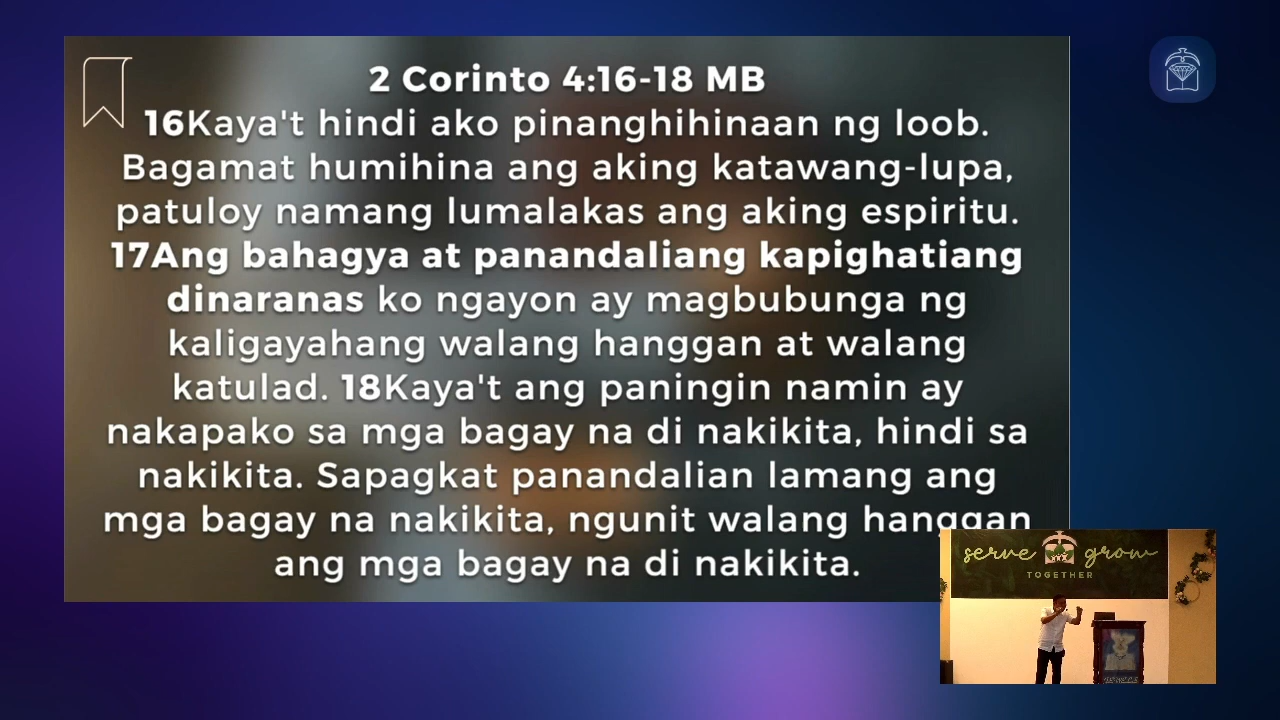 2 Corinto 4:16-18 MB
16Kaya't hindi ako pinanghihinaan ng loob.
Bagamat humihina ang aking katawang-lupa,
patuloy namang lumalakas ang aking espiritu.
17Ang bahagya at panandaliang kapighatiang
dinaranas ko ngayon ay magbubunga ng
kaligayahang walang hanggan at walang
katulad. 18Kaya't ang paningin namin ay
nakapako sa mga bagay na di nakikita, hindi sa
nakikita. Sapagkat panandalian lamang ang
mga bagay na nakikita, ngunit walang hanggan
ang mga bagay na di nakikita.
serve grow
TOGETHER